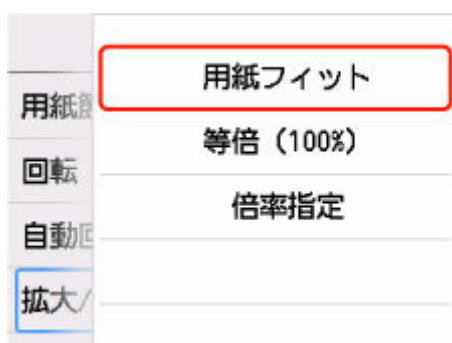 用紙フィット
等倍（100%）
倍率指定
用紙
回転
自動
拡大/